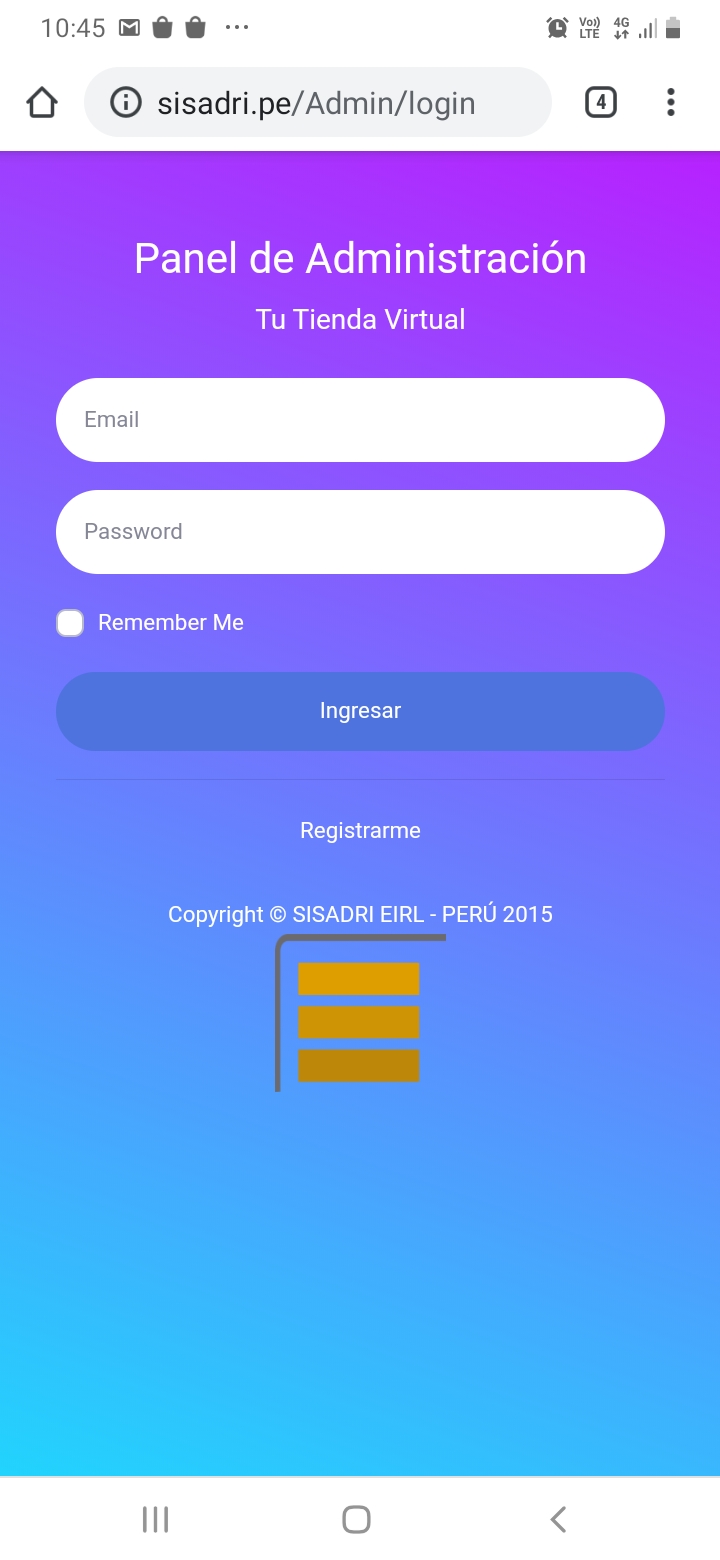 10:45
Vo)) LTE
4G
sisadri.pe/Admin/login
4
Panel de Administración
Tu Tienda Virtual
Email
Password
Remember Me
Ingresar
Registrarme
Copyright © SISADRI EIRL - PERÚ 2015